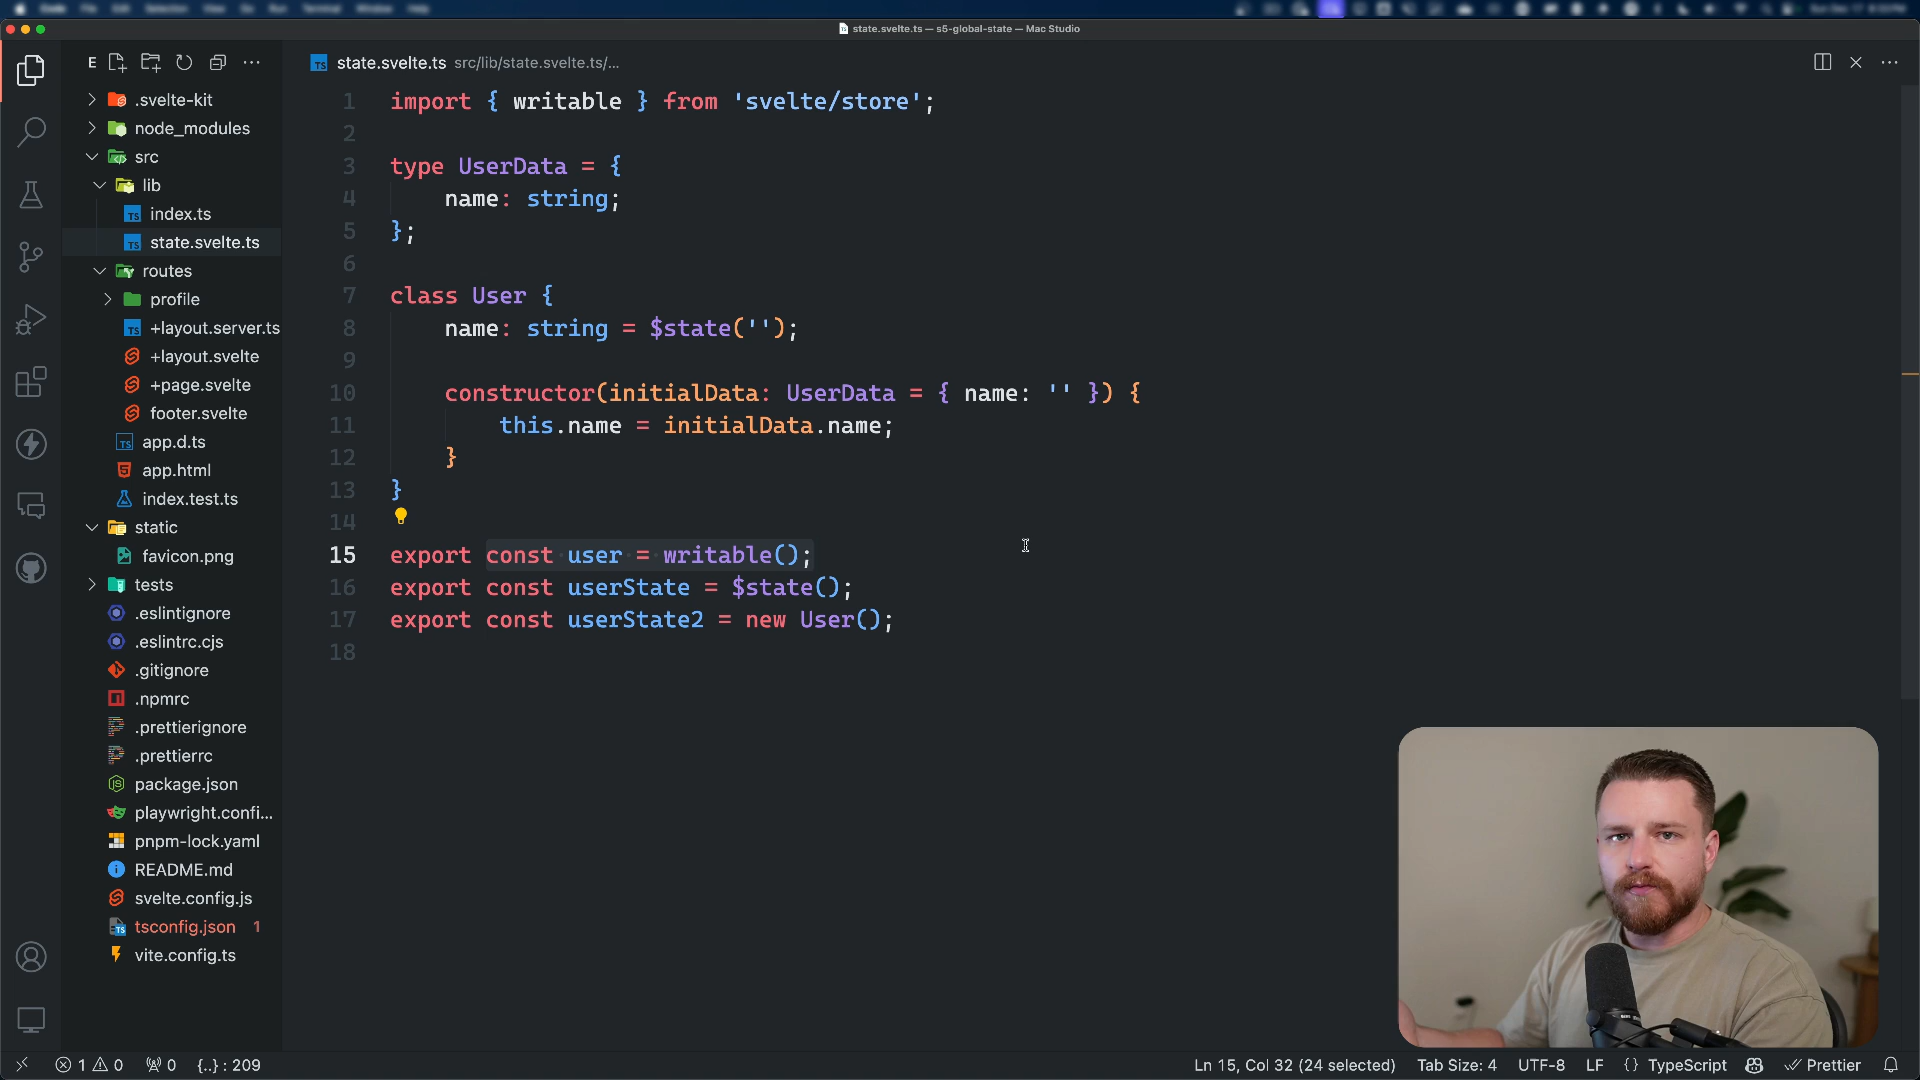 state.svelte.ts — s5-global-state — Mac Studio
E
state.svelte.ts src/lib/state.svelte.ts/...
.svelte-kit
node_modules
src
lib
index.ts
state.svelte.ts
routes
profile
+layout.server.ts
+layout.svelte
+page.svelte
footer.svelte
app.d.ts
app.html
index.test.ts
static
favicon.png
tests
.eslintignore
.eslintrc.cjs
.gitignore
.npmrc
.prettierignore
.prettierrc
package.json
playwright.confi...
pnpm-lock.yaml
README.md
svelte.config.js
tsconfig.json 1
vite.config.ts
1 import { writable } from 'svelte/store';
2
3 type UserData = {
4 name: string;
5 };
6
7 class User {
8 name: string = $state('');
9
10 constructor(initialData: UserData = { name: '' }) {
11 this.name = initialData.name;
12 }
13 }
14
15 export const user = writable();
16 export const userState = $state();
17 export const userState2 = new User();
18
1 0 0 {..} : 209
Ln 15, Col 32 (24 selected) Tab Size: 4 UTF-8 LF {} TypeScript Prettier